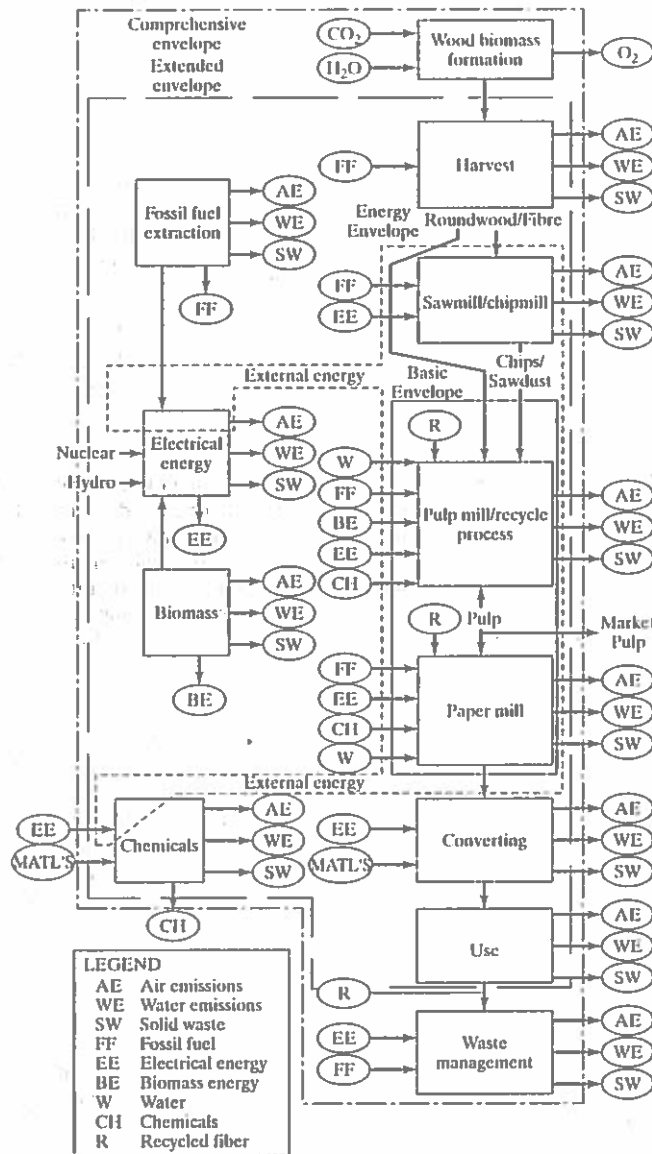 Comprehensive
envelope
Extended
envelope
CO2
H2O
Wood biomass
formation
O2
FF
Harvest
AE
WE
SW
Fossil fuel
extraction
AE
WE
SW
FF
Energy
Envelope
Roundwood/Fibre
FF
EE
Sawmill/chipmill
AE
WE
SW
External energy
Basic
Envelope
Chips/
Sawdust
Nuclear
Hydro
Electrical
energy
AE
WE
SW
EE
R
W
FF
BE
EE
CH
Pulp mill/recycle
process
AE
WE
SW
Biomass
AE
WE
SW
BE
R
Pulp
Market
Pulp
FF
EE
CH
W
Paper mill
AE
WE
SW
External energy
EE
MATL'S
Chemicals
AE
WE
SW
CH
EE
MATL'S
Converting
AE
WE
SW
Use
AE
WE
SW
R
EE
FF
Waste
management
AE
WE
SW
LEGEND
AE Air emissions
WE Water emissions
SW Solid waste
FF Fossil fuel
EE Electrical energy
BE Biomass energy
W Water
CH Chemicals
R Recycled fiber